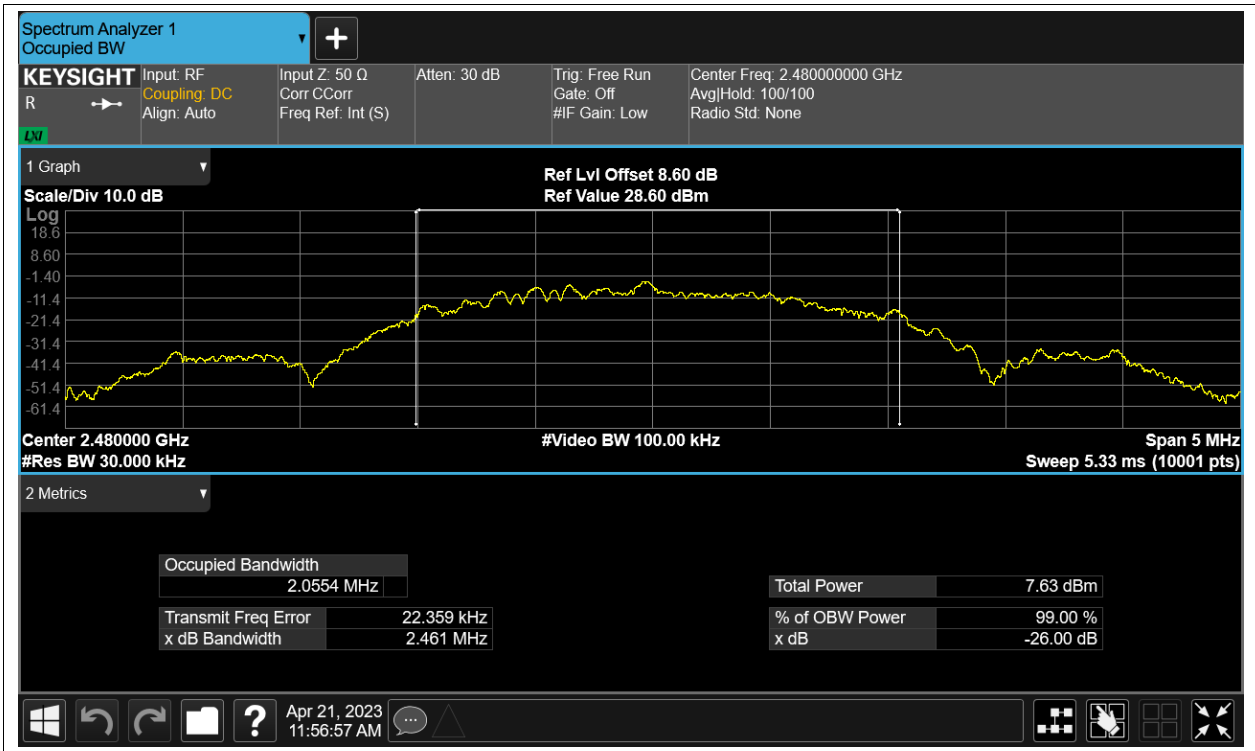 Spectrum Analyzer 1
Occupied BW
KEYSIGHT
R
LXI
Input: RF
Coupling: DC
Align: Auto
Input Z: 50 Ω
Corr CCorr
Freq Ref: Int (S)
Atten: 30 dB
Trig: Free Run
Gate: Off
#IF Gain: Low
Center Freq: 2.480000000 GHz
Avg|Hold: 100/100
Radio Std: None
1 Graph
Scale/Div 10.0 dB
Ref Lvl Offset 8.60 dB
Ref Value 28.60 dBm
Log
18.6
8.60
-1.40
-11.4
-21.4
-31.4
-41.4
-51.4
-61.4
Center 2.480000 GHz
#Video BW 100.00 kHz
Span 5 MHz
#Res BW 30.000 kHz
Sweep 5.33 ms (10001 pts)
2 Metrics
Occupied Bandwidth
2.0554 MHz
Total Power 7.63 dBm
Transmit Freq Error 22.359 kHz
% of OBW Power 99.00 %
x dB Bandwidth 2.461 MHz
x dB -26.00 dB
?
Apr 21, 2023
11:56:57 AM